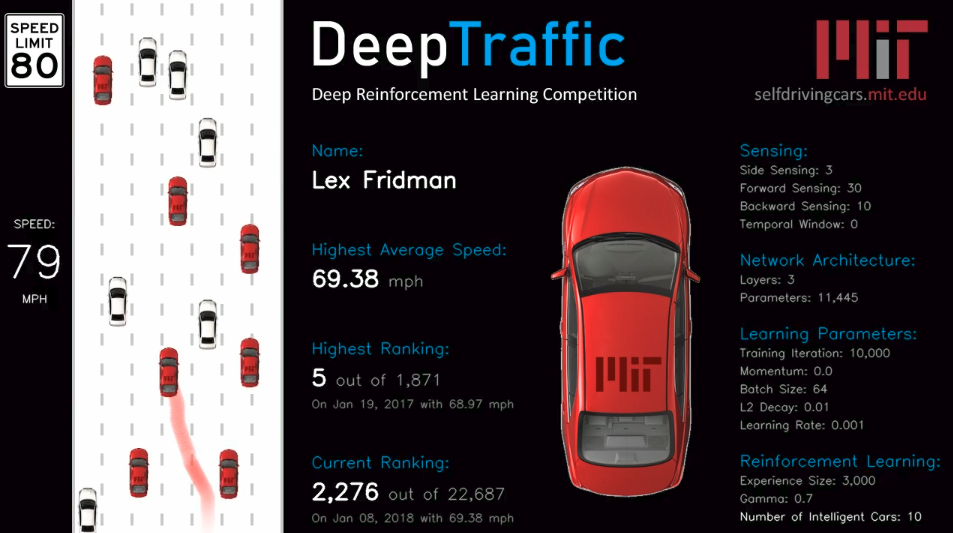 SPEED
LIMIT
80
SPEED:
79
MPH
DeepTraffic
Deep Reinforcement Learning Competition
Name:
Lex Fridman
Highest Average Speed:
69.38 mph
Highest Ranking:
5 out of 1,871
On Jan 19, 2017 with 68.97 mph
Current Ranking:
2,276 out of 22,687
On Jan 08, 2018 with 69.38 mph
MIT
MIT
selfdrivingcars.mit.edu
Sensing:
Side Sensing: 3
Forward Sensing: 30
Backward Sensing: 10
Temporal Window: 0
Network Architecture:
Layers: 3
Parameters: 11,445
Learning Parameters:
Training Iteration: 10,000
Momentum: 0.0
Batch Size: 64
L2 Decay: 0.01
Learning Rate: 0.001
Reinforcement Learning:
Experience Size: 3,000
Gamma: 0.7
Number of Intelligent Cars: 10